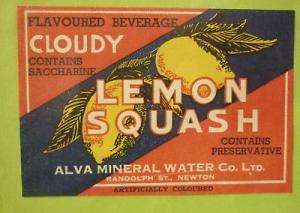 FLAVOURED BEVERAGE
CLOUDY
CONTAINS
SACCHARINE
LEMON
SQUASH
CONTAINS
PRESERVATIVE
ALVA MINERAL WATER Co. LTD.
RANDOLPH ST., NEWTON
ARTIFICIALLY COLOURED